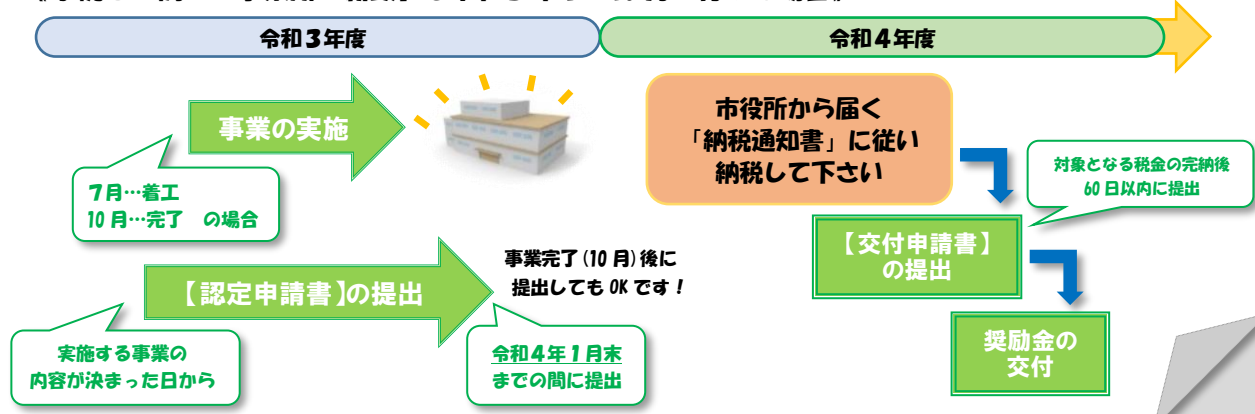 令和３年度
令和４年度
事業の実施
７月…着工
10月…完了　の場合
市役所から届く
「納税通知書」に従い
納税して下さい
対象となる税金の完納後
60日以内に提出
【交付申請書】
の提出
事業完了(10月)後に
提出してもOKです！
【認定申請書】の提出
実施する事業の
内容が決まった日から
令和４年１月末
までの間に提出
奨励金の
交付